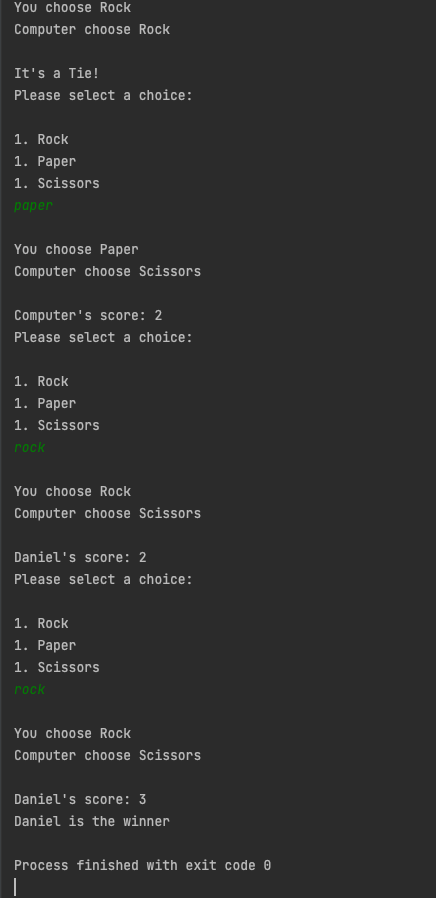 You choose Rock
Computer choose Rock
It's a Tie!
Please select a choice:
1. Rock
1. Paper
1. Scissors
paper
You choose Paper
Computer choose Scissors
Computer's score: 2
Please select a choice:
1. Rock
1. Paper
1. Scissors
rock
You choose Rock
Computer choose Scissors
Daniel's score: 2
Please select a choice:
1. Rock
1. Paper
1. Scissors
rock
You choose Rock
Computer choose Scissors
Daniel's score: 3
Daniel is the winner
Process finished with exit code 0